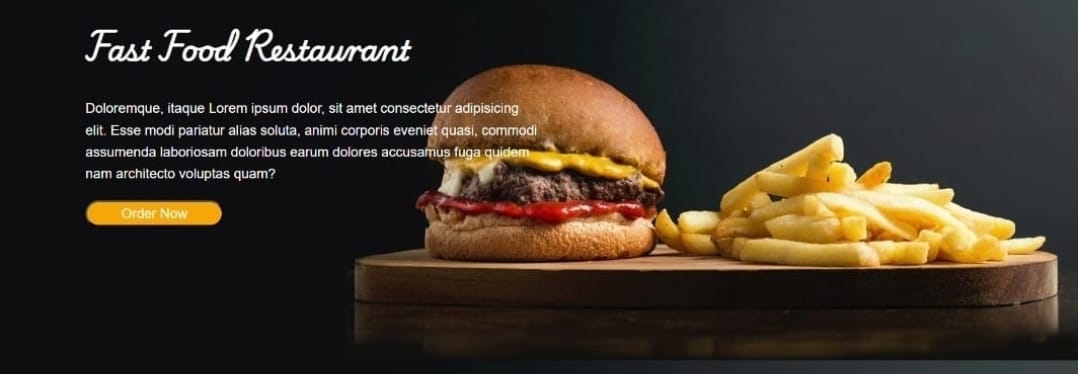 Fast Food Restaurant
Doloremque, itaque Lorem ipsum dolor, sit amet consectetur adipisicing
elit. Esse modi pariatur alias soluta, animi corporis eveniet quasi, commodi
assumenda laboriosam doloribus earum dolores accusamus fuga quidem
nam architecto voluptas quam?
Order Now